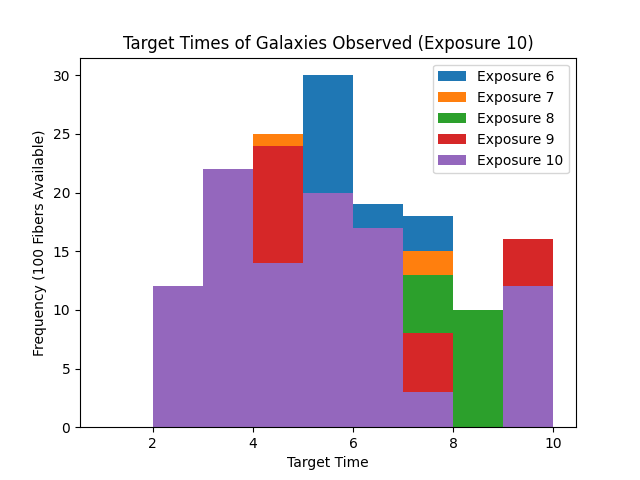 Target Times of Galaxies Observed (Exposure 10)
Exposure 6
Exposure 7
Exposure 8
Exposure 9
Exposure 10
Frequency (100 Fibers Available)
30
25
20
15
10
5
0
2 4 6 8 10
Target Time